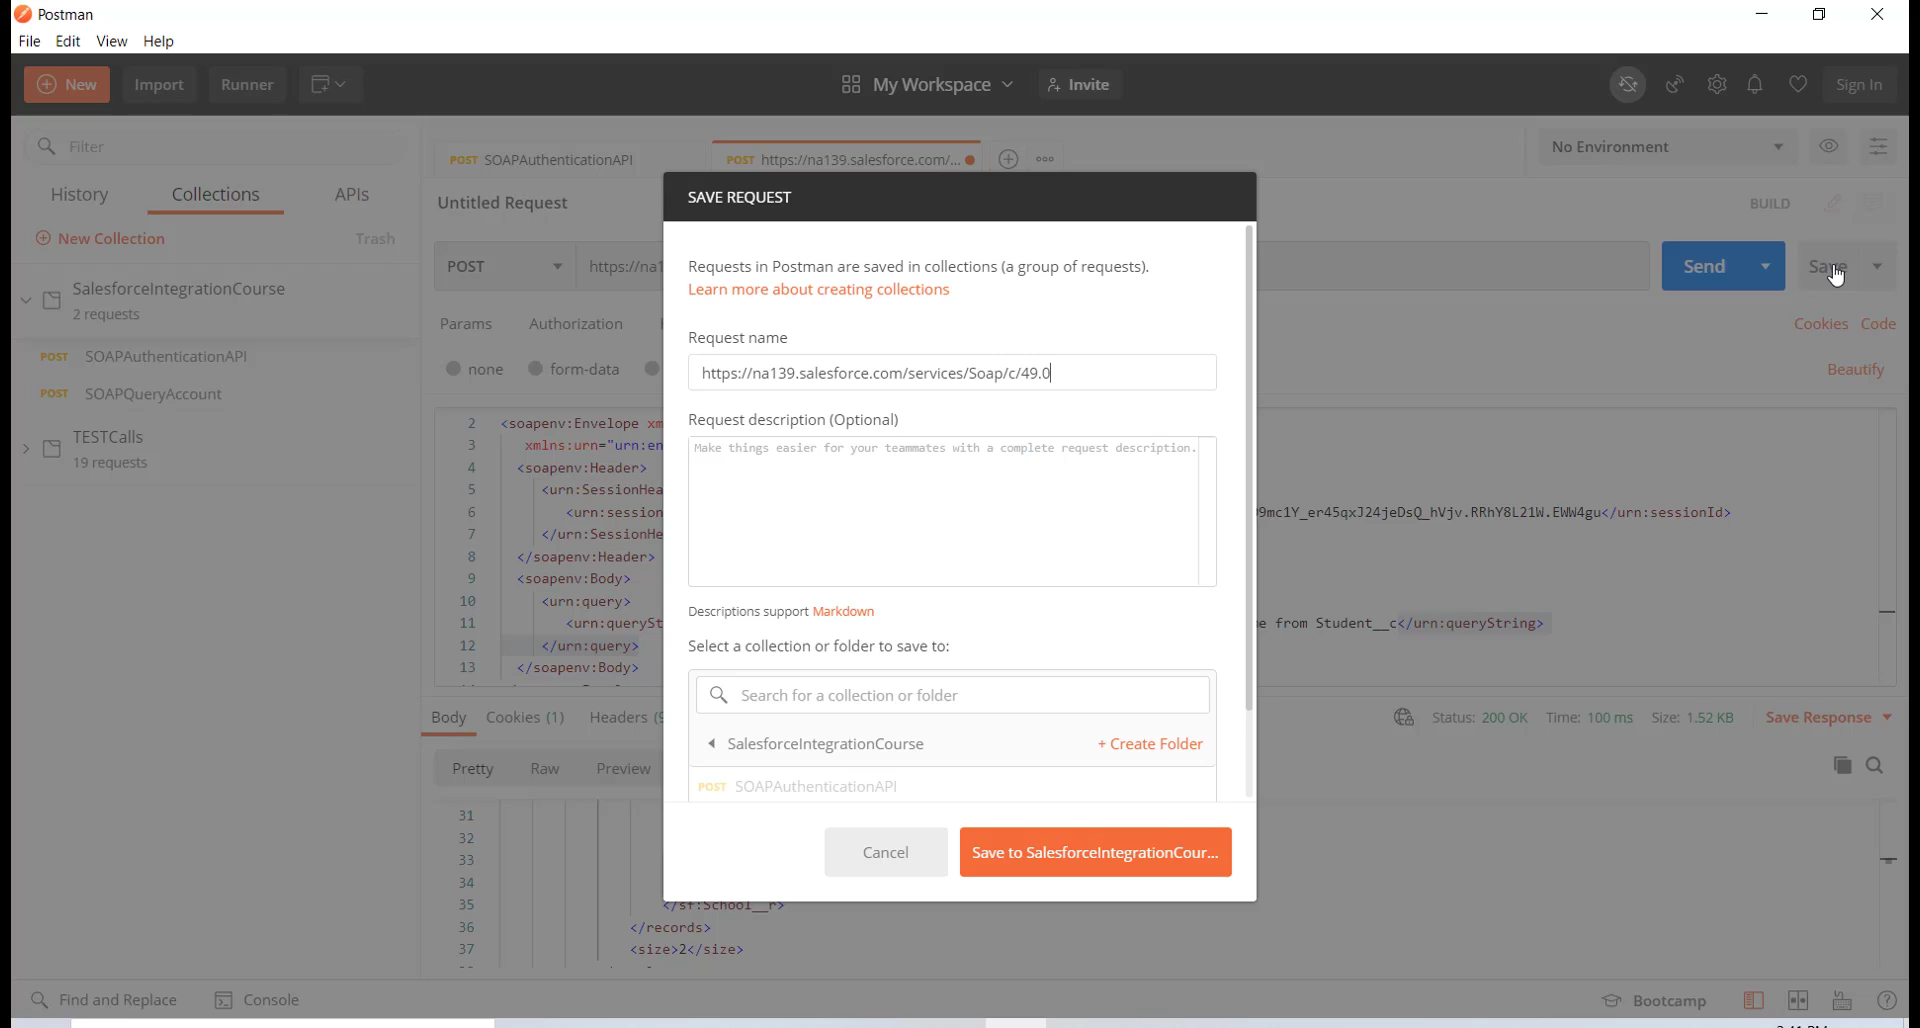 Postman
File Edit View Help
New Import Runner My Workspace Invite Sign In
Filter
POST SOAPAuthenticationAPI POST https://na139.salesforce.com/... No Environment
History Collections APIs
Untitled Request BUILD
New Collection Trash
SAVE REQUEST
POST https://na1 Send Save
SalesforceIntegrationCourse
2 requests
Requests in Postman are saved in collections (a group of requests).
Learn more about creating collections
Params Authorization Cookies Code
Request name
POST SOAPAuthenticationAPI
none form-data Beautify
https://na139.salesforce.com/services/Soap/c/49.0
POST SOAPQueryAccount
Request description (Optional)
Make things easier for your teammates with a complete request description.
TESTCalls
19 requests
2 <soapenv:Envelope xm
3 xmlns:urn="urn:en
4 <soapenv:Header>
5 <urn:SessionHea
6 <urn:session 9mc1Y_er45qxJ24jeDsQ_hVjv.RRhY8L21W.EWW4gu</urn:sessionId>
7 </urn:SessionHe
8 </soapenv:Header>
9 <soapenv:Body>
10 <urn:query>
11 <urn:querySt e from Student__c</urn:queryString>
12 </urn:query>
13 </soapenv:Body>
Descriptions support Markdown
Select a collection or folder to save to:
Search for a collection or folder
SalesforceIntegrationCourse + Create Folder
POST SOAPAuthenticationAPI
Cancel Save to SalesforceIntegrationCour...
Body Cookies (1) Headers (9 Status: 200 OK Time: 100 ms Size: 1.52 KB Save Response
Pretty Raw Preview
31
32
33
34
35 </sf:School__r>
36 </records>
37 <size>2</size>
Find and Replace Console Bootcamp